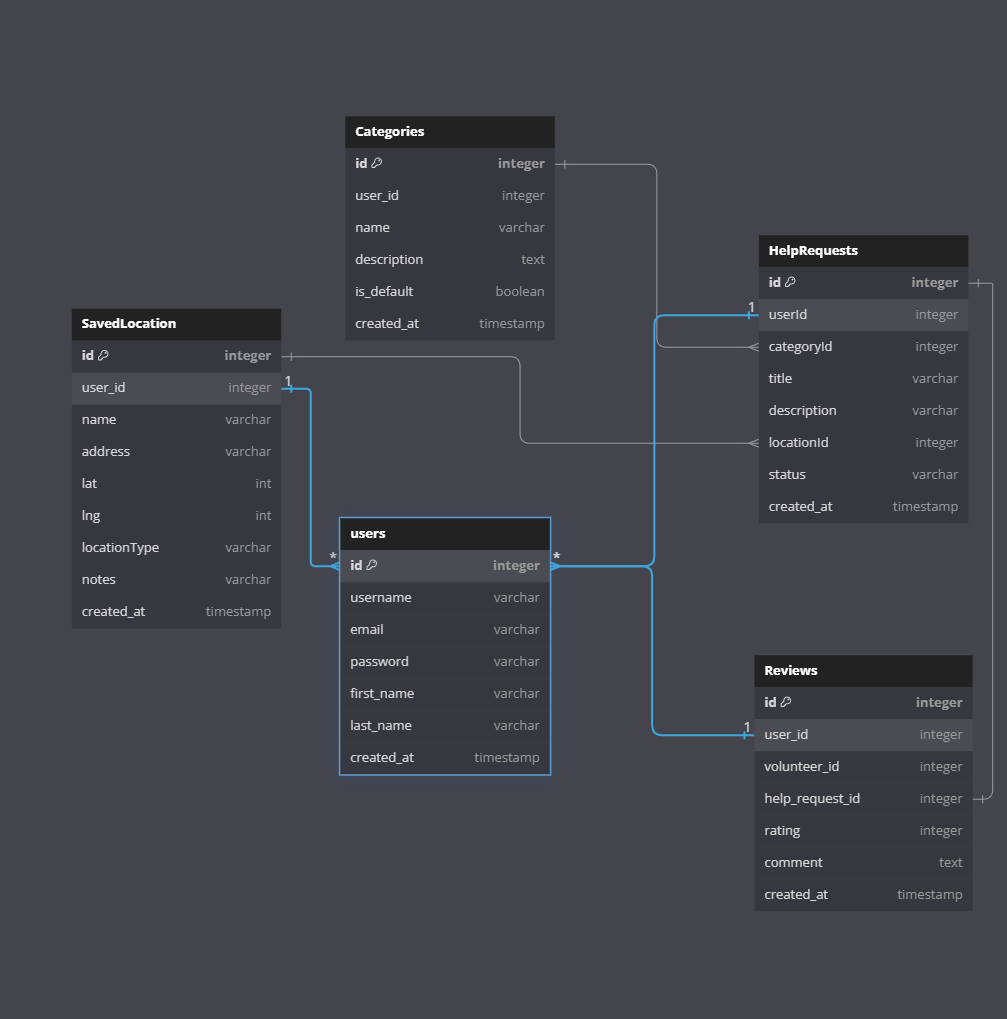 Categories
id integer
user_id integer
name varchar
description text
is_default boolean
created_at timestamp
HelpRequests
id integer
1
userId integer
categoryId integer
title varchar
description varchar
locationId integer
status varchar
created_at timestamp
SavedLocation
id integer
user_id integer
1
name varchar
address varchar
lat int
lng int
locationType varchar
notes varchar
created_at timestamp
users
* *
id integer
username varchar
email varchar
password varchar
first_name varchar
last_name varchar
created_at timestamp
Reviews
id integer
1
user_id integer
volunteer_id integer
help_request_id integer
rating integer
comment text
created_at timestamp